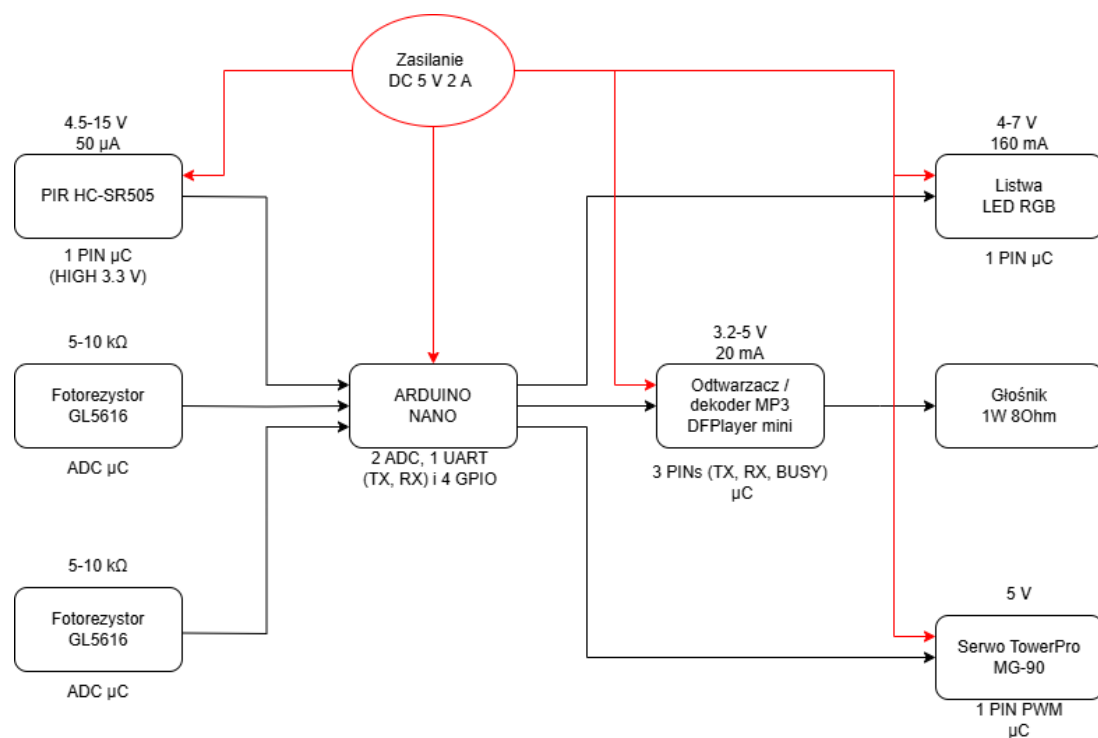 Zasilanie
DC 5 V 2 A
4.5-15 V
50 µA
PIR HC-SR505
1 PIN µC
(HIGH 3.3 V)
4-7 V
160 mA
Listwa
LED RGB
1 PIN µC
5-10 kΩ
Fotorezystor
GL5616
ADC µC
ARDUINO
NANO
2 ADC, 1 UART
(TX, RX) i 4 GPIO
3.2-5 V
20 mA
Odtwarzacz /
dekoder MP3
DFPlayer mini
3 PINs (TX, RX, BUSY)
µC
Głośnik
1W 8Ohm
5-10 kΩ
Fotorezystor
GL5616
ADC µC
5 V
Serwo TowerPro
MG-90
1 PIN PWM
µC